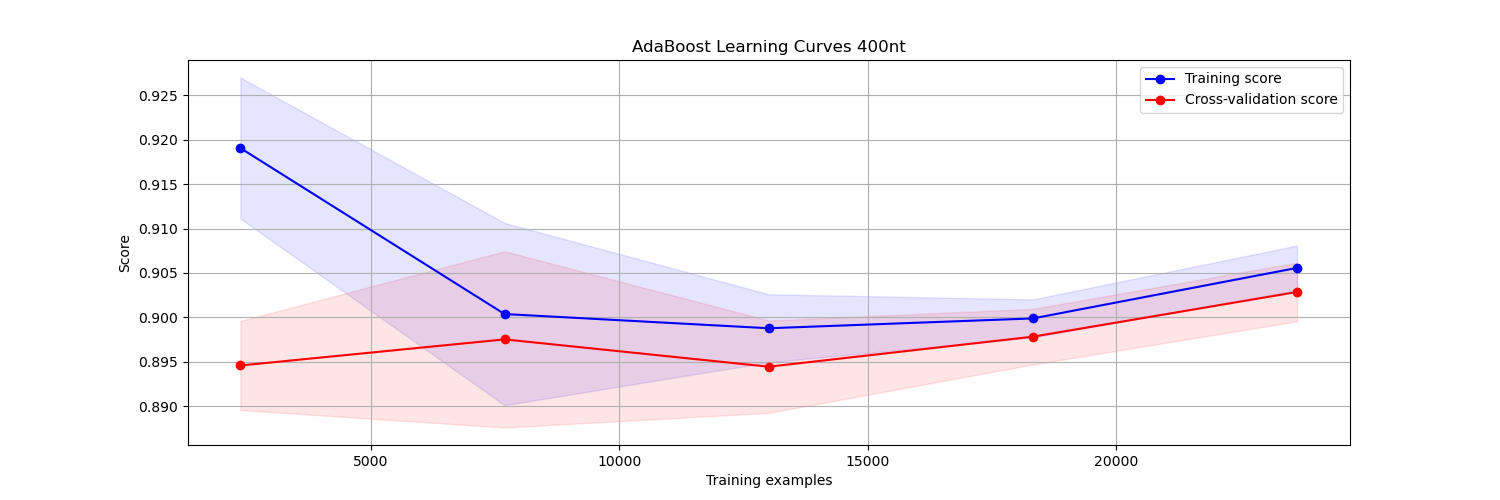 AdaBoost Learning Curves 400nt
Training score
Cross-validation score
0.925
0.920
0.915
0.910
0.905
0.900
0.895
0.890
Score
5000
10000
15000
20000
Training examples